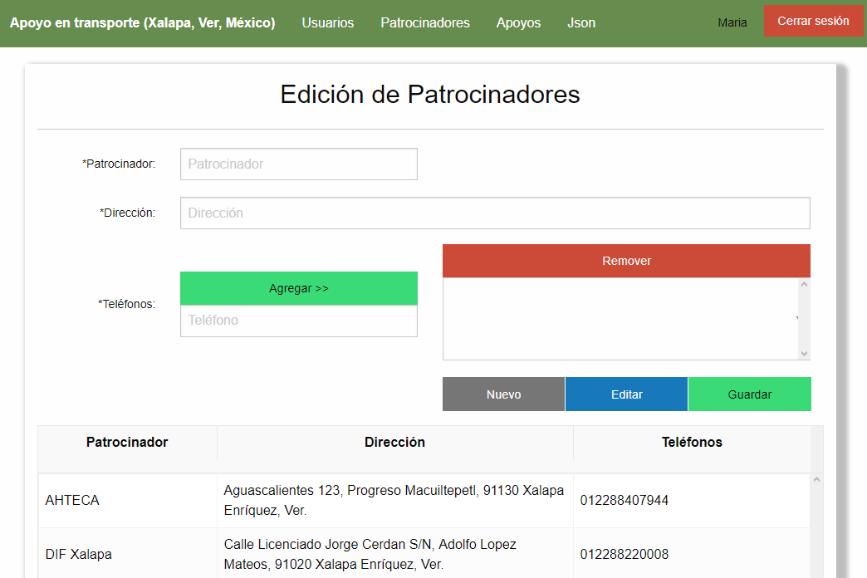 Apoyo en transporte (Xalapa, Ver, México) Usuarios Patrocinadores Apoyos Json Maria Cerrar sesión
Edición de Patrocinadores
*Patrocinador: Patrocinador
*Dirección: Dirección
Remover
Agregar >>
*Teléfonos: Teléfono
Nuevo Editar Guardar
Patrocinador Dirección Teléfonos
AHTECA Aguascalientes 123, Progreso Macuiltepetl, 91130 Xalapa
Enríquez, Ver. 012288407944
DIF Xalapa Calle Licenciado Jorge Cerdan S/N, Adolfo Lopez
Mateos, 91020 Xalapa Enríquez, Ver. 012288220008